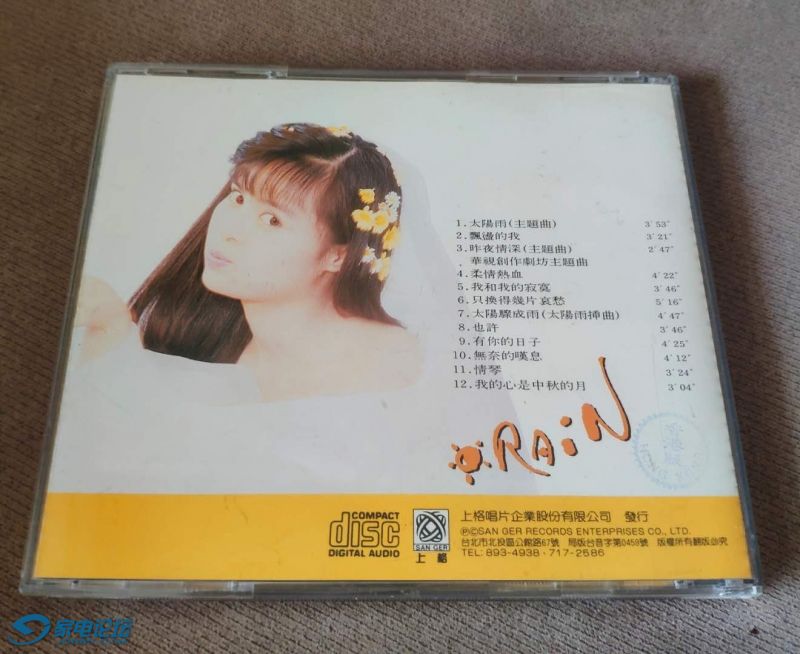 1. 太陽雨(主題曲) 3'53"
2. 飄盪的我 3'21"
3. 昨夜情深(主題曲) 2'47"
華視創作劇坊主題曲
4. 柔情熱血 4'22"
5. 我和我的寂寞 3'46"
6. 只換得幾片哀愁 5'16"
7. 太陽驟成雨(太陽雨挿曲) 4'47"
8. 也許 3'46"
9. 有你的日子 4'25"
10. 無奈的嘆息 4'12"
11. 情琴 3'24"
12. 我的心是中秋的月 3'04"
RAiN
COMPACT
disc
DIGITAL AUDIO
SAN GER
上格
上格唱片企業股份有限公司 發行
ⓅⒸSAN GER RECORDS ENTERPRISES CO., LTD.
台北市北投區公館路67號 局版台音字第0459號 版權所有翻版必究
TEL: 893-4938 · 717-2586
家电论坛